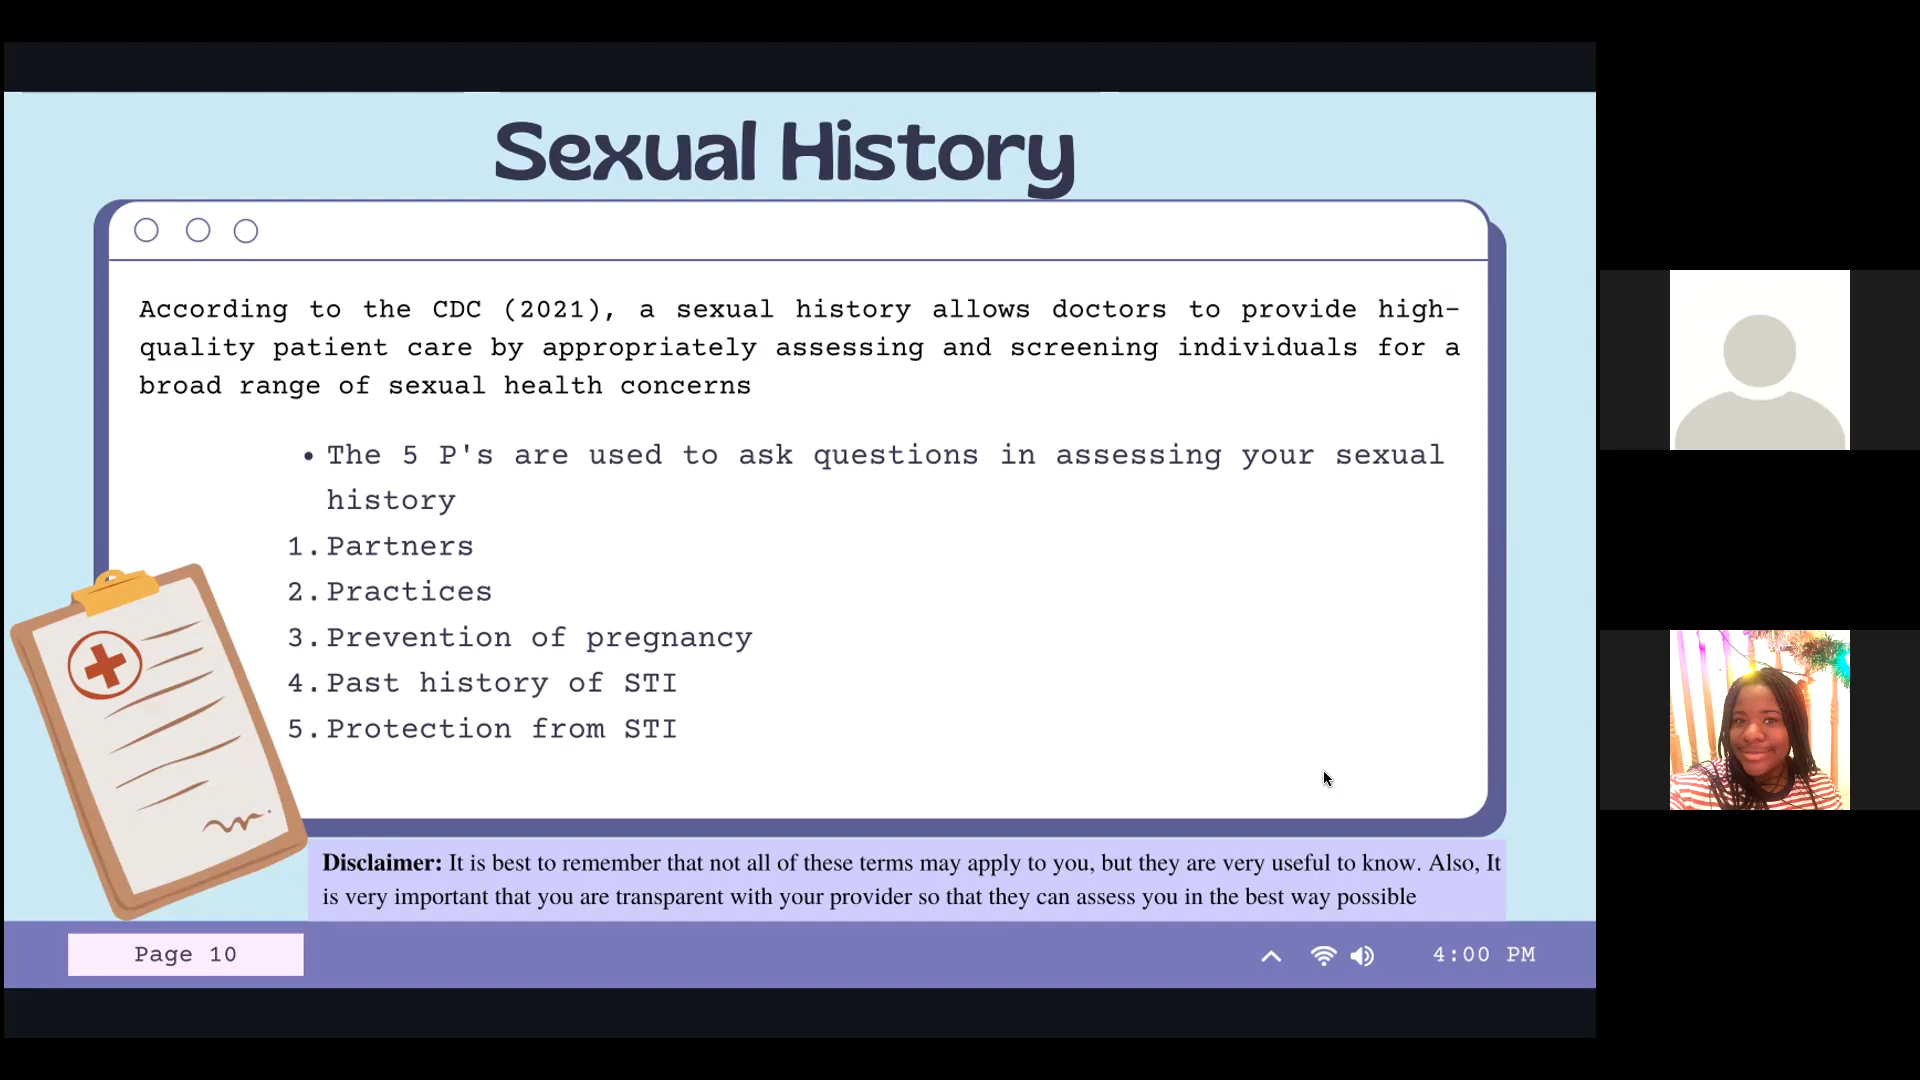 Sexual History
According to the CDC (2021), a sexual history allows doctors to provide high-
quality patient care by appropriately assessing and screening individuals for a
broad range of sexual health concerns
• The 5 P's are used to ask questions in assessing your sexual
history
1. Partners
2. Practices
3. Prevention of pregnancy
4. Past history of STI
5. Protection from STI
Disclaimer: It is best to remember that not all of these terms may apply to you, but they are very useful to know. Also, It
is very important that you are transparent with your provider so that they can assess you in the best way possible
Page 10
4:00 PM